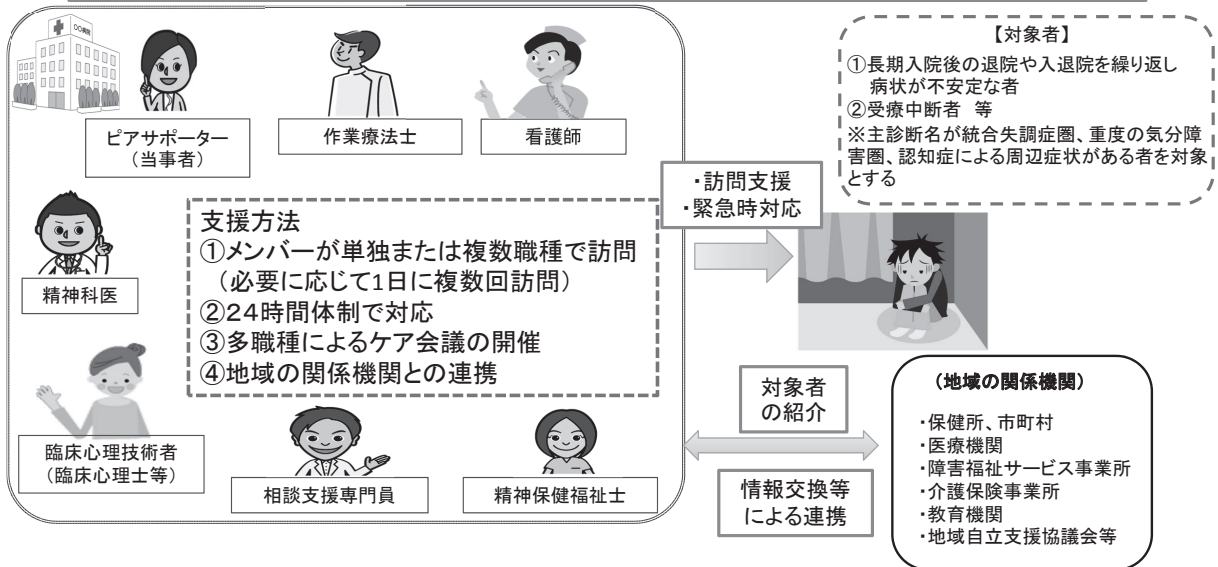 〇〇病院
ピアサポーター
(当事者)
作業療法士
看護師
精神科医
支援方法
①メンバーが単独または複数職種で訪問
(必要に応じて1日に複数回訪問)
②24時間体制で対応
③多職種によるケア会議の開催
④地域の関係機関との連携
臨床心理技術者
(臨床心理士等)
相談支援専門員
精神保健福祉士
・訪問支援
・緊急時対応
【対象者】
①長期入院後の退院や入退院を繰り返し
病状が不安定な者
②受療中断者 等
※主診断名が統合失調症圏、重度の気分障
害圏、認知症による周辺症状がある者を対象
とする
対象者
の紹介
情報交換等
による連携
(地域の関係機関)
・保健所、市町村
・医療機関
・障害福祉サービス事業所
・介護保険事業所
・教育機関
・地域自立支援協議会等